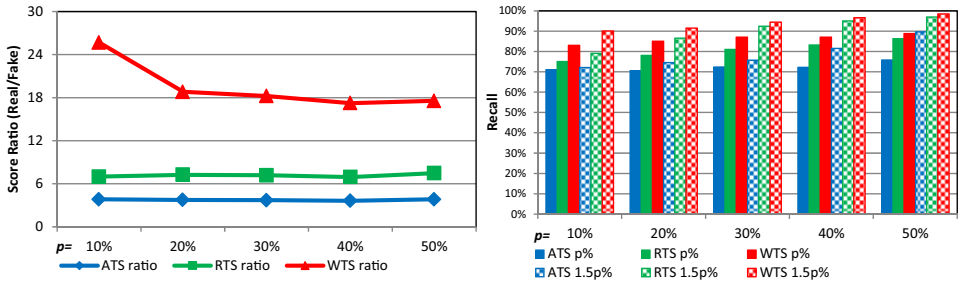 30
24
18
12
6
0
Score Ratio (Real/Fake)
p= 10% 20% 30% 40% 50%
ATS ratio RTS ratio WTS ratio
100%
90%
80%
70%
60%
50%
40%
30%
20%
10%
0%
Recall
p= 10% 20% 30% 40% 50%
ATS p% RTS p% WTS p%
ATS 1.5p% RTS 1.5p% WTS 1.5p%